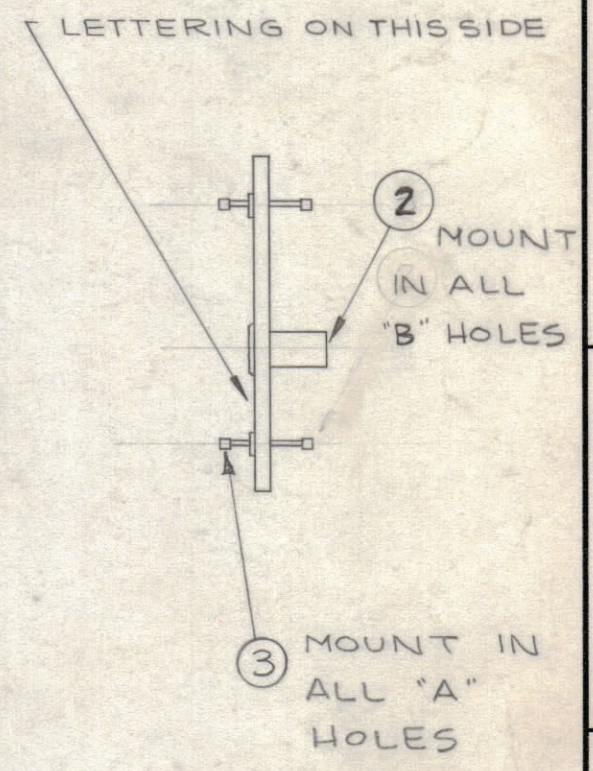 LETTERING ON THIS SIDE
2
MOUNT
IN ALL
"B" HOLES
3
MOUNT IN
ALL "A"
HOLES